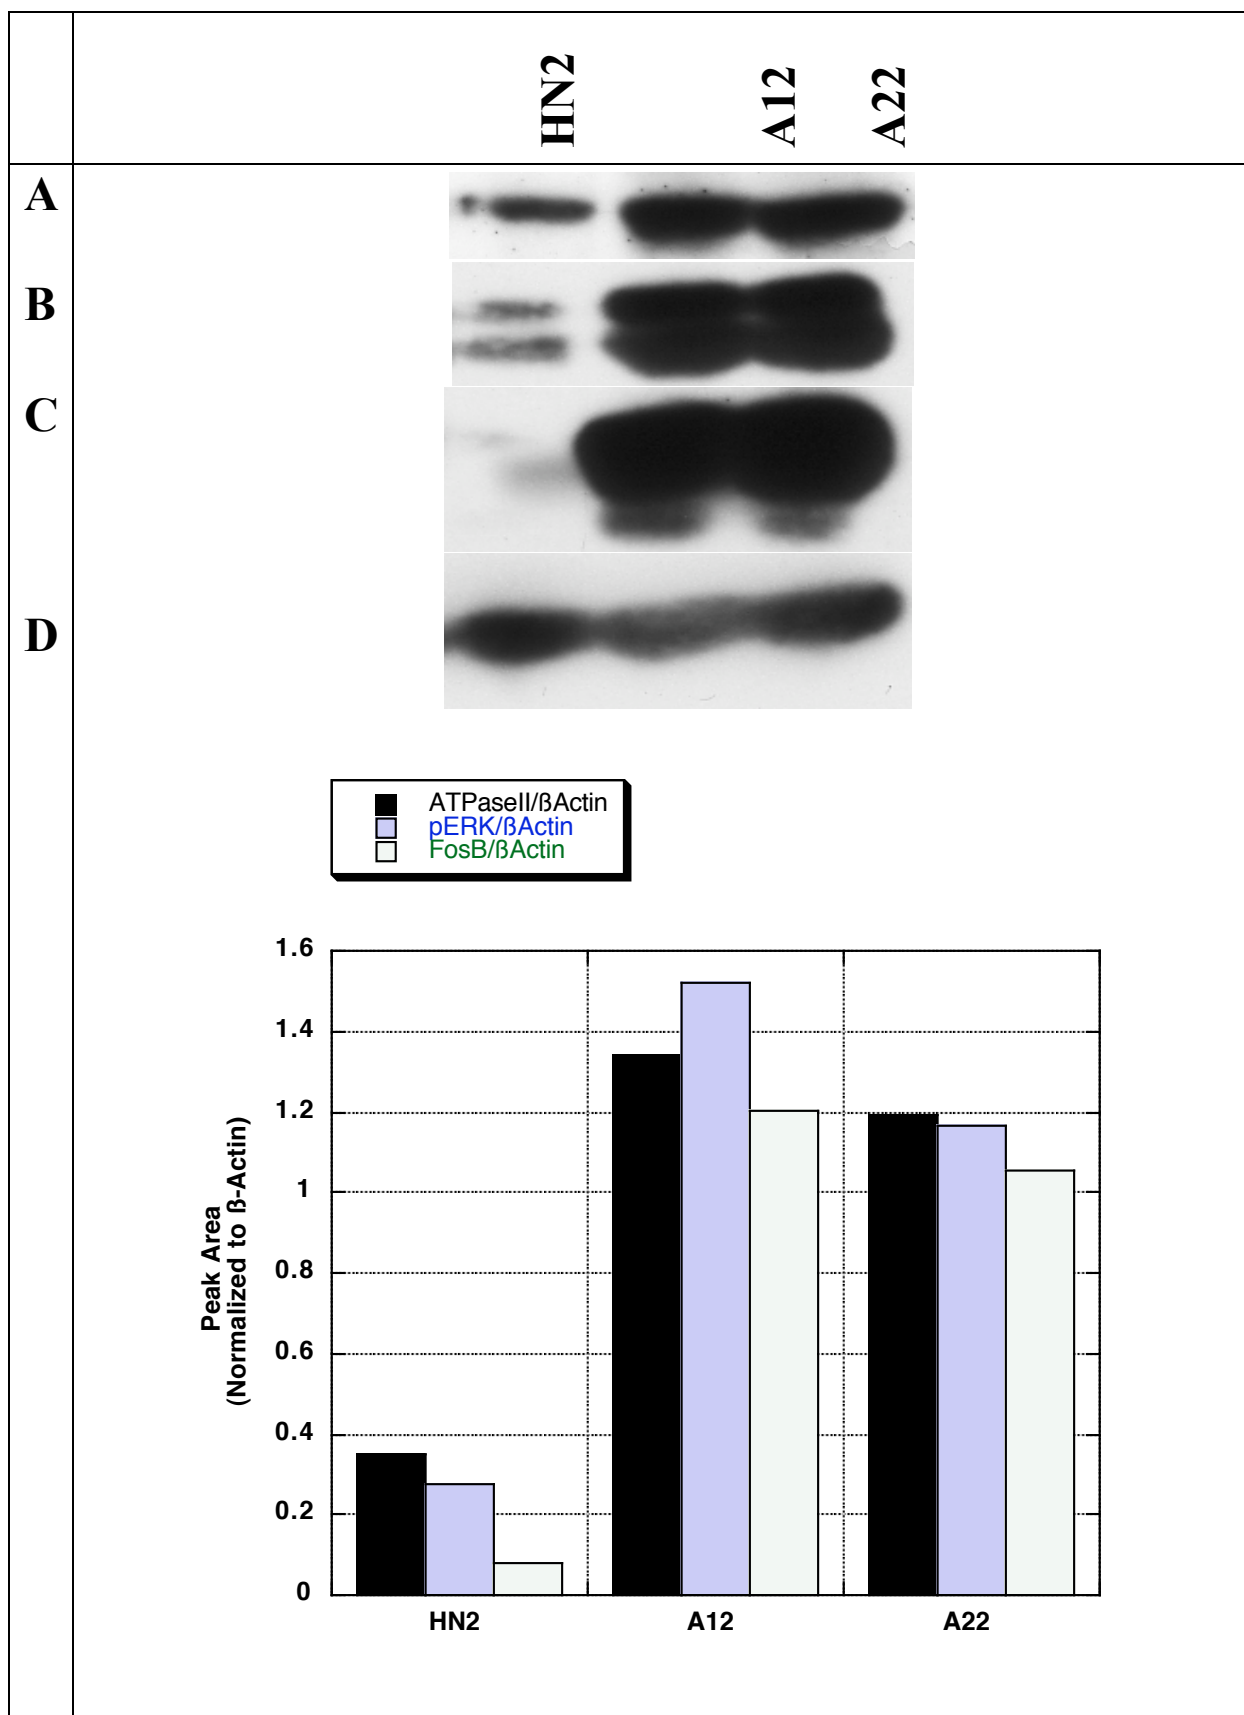 HN2
A12
A22
A
B
C
D
ATPaseII/ßActin
pERK/ßActin
FosB/ßActin
1.6
1.4
1.2
1
0.8
0.6
0.4
0.2
0
Peak Area
(Normalized to ß-Actin)
HN2
A12
A22